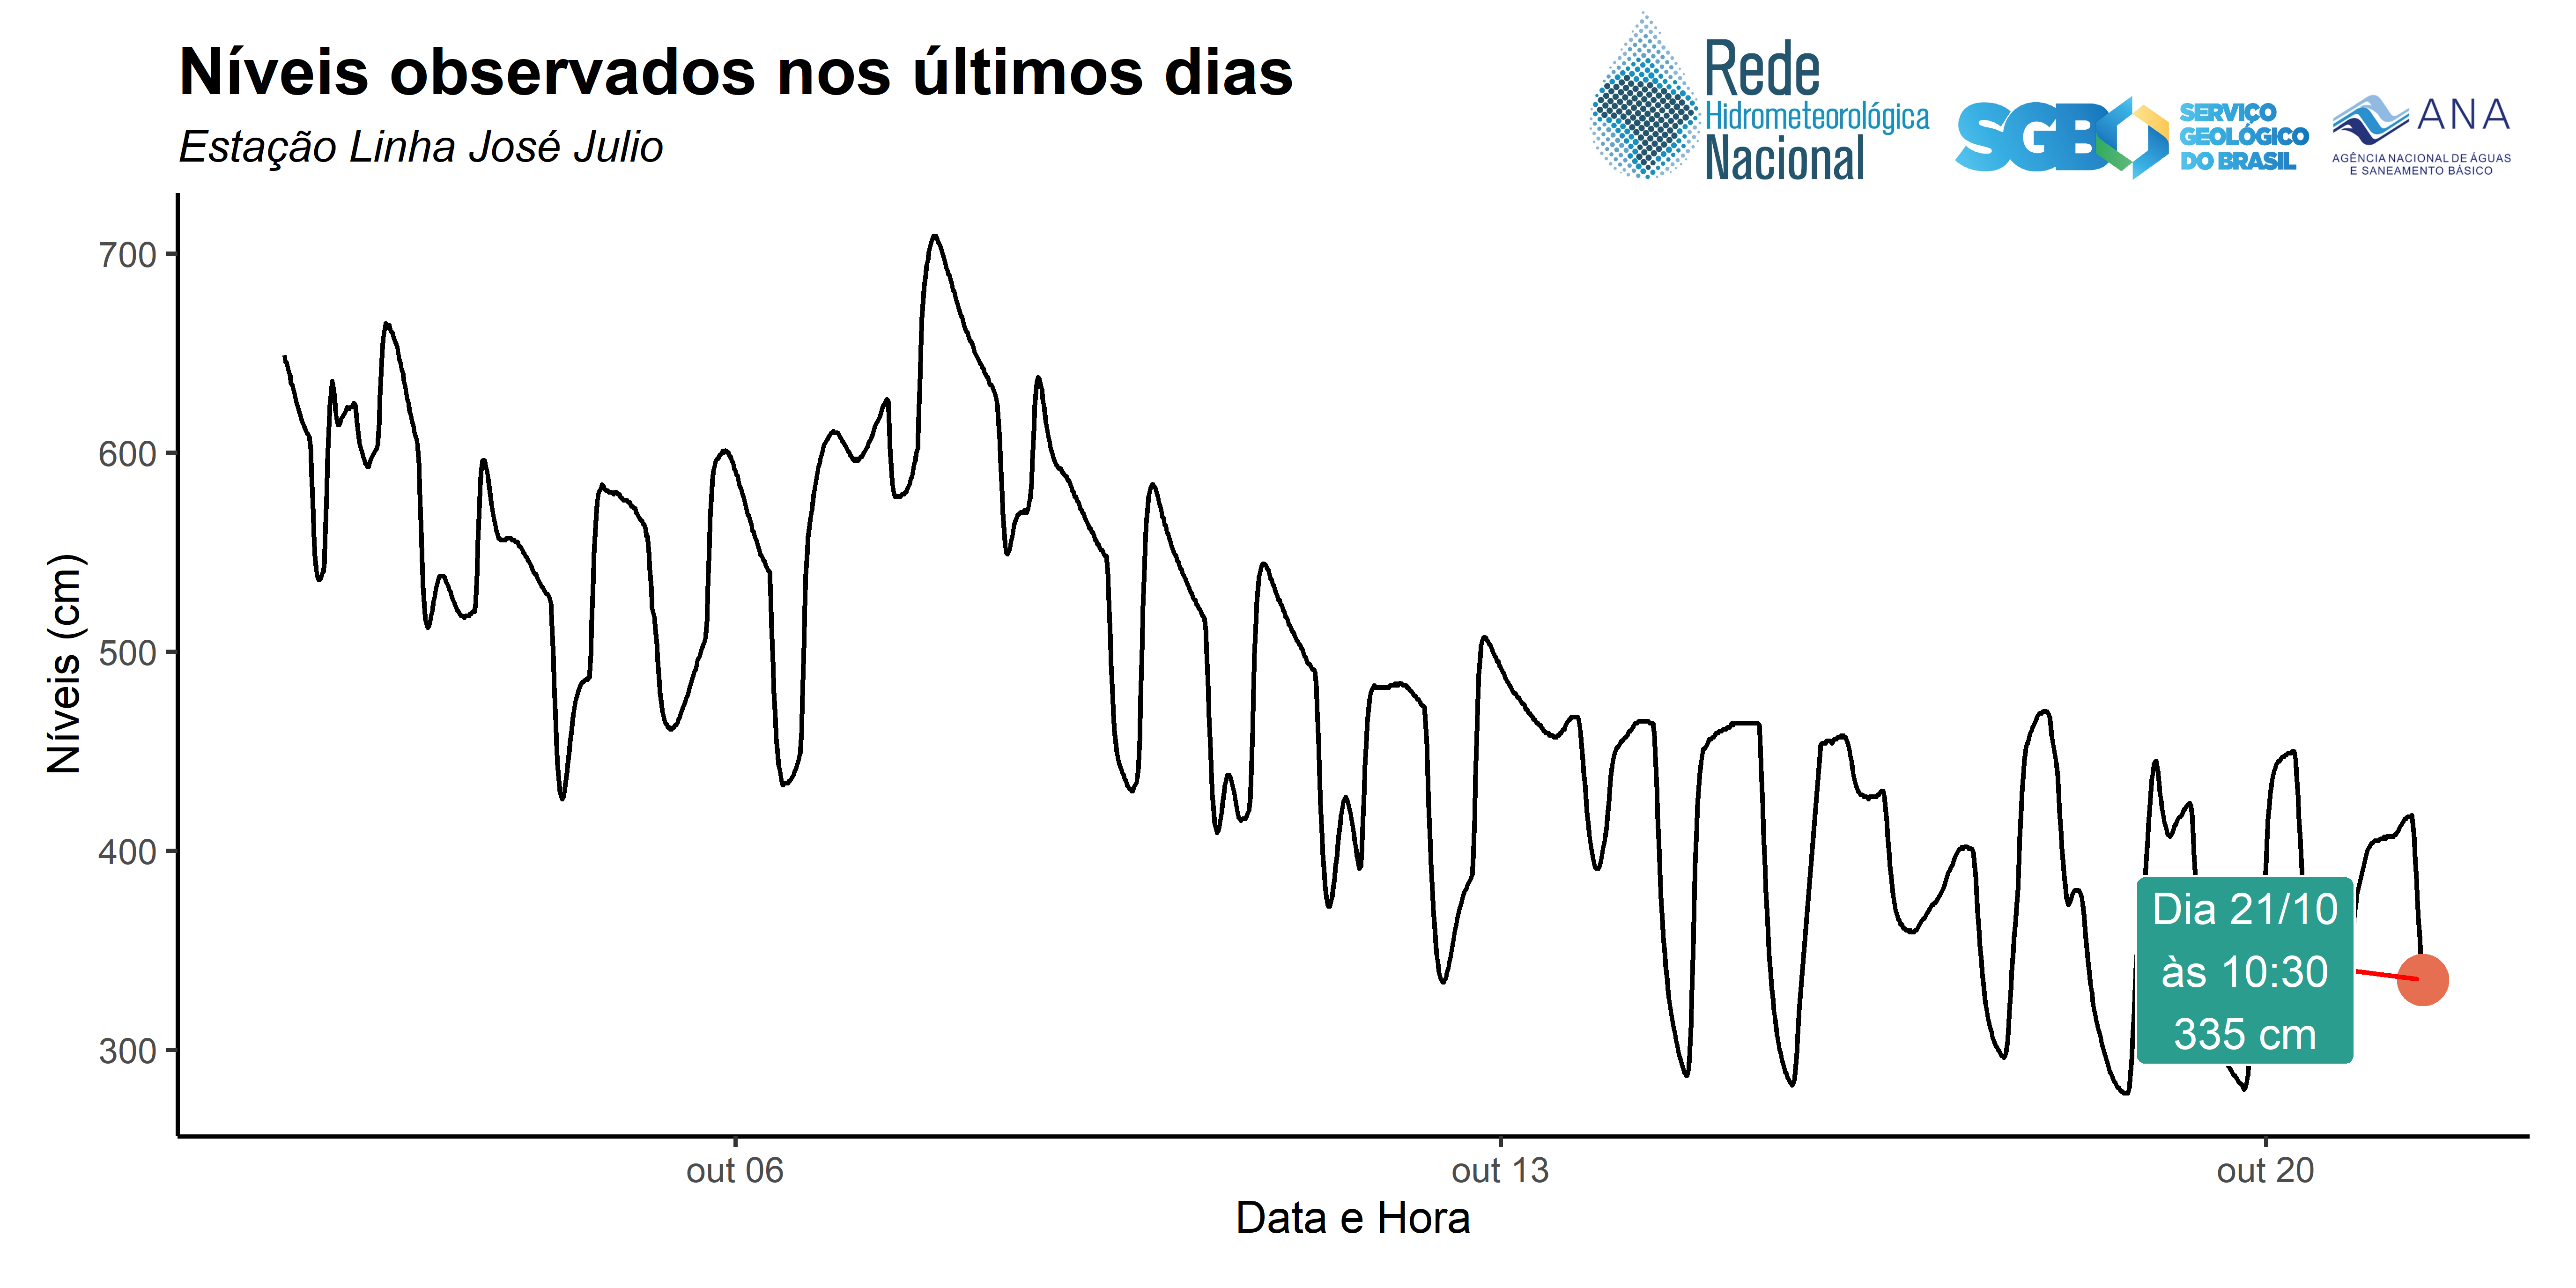 Níveis observados nos últimos dias
Estação Linha José Julio
Rede
Hidrometeorológica
Nacional
SGB
SERVIÇO
GEOLÓGICO
DO BRASIL
ANA
AGÊNCIA NACIONAL DE ÁGUAS
E SANEAMENTO BÁSICO
Níveis (cm)
700
600
500
400
300
Dia 21/10
às 10:30
335 cm
out 06
out 13
out 20
Data e Hora